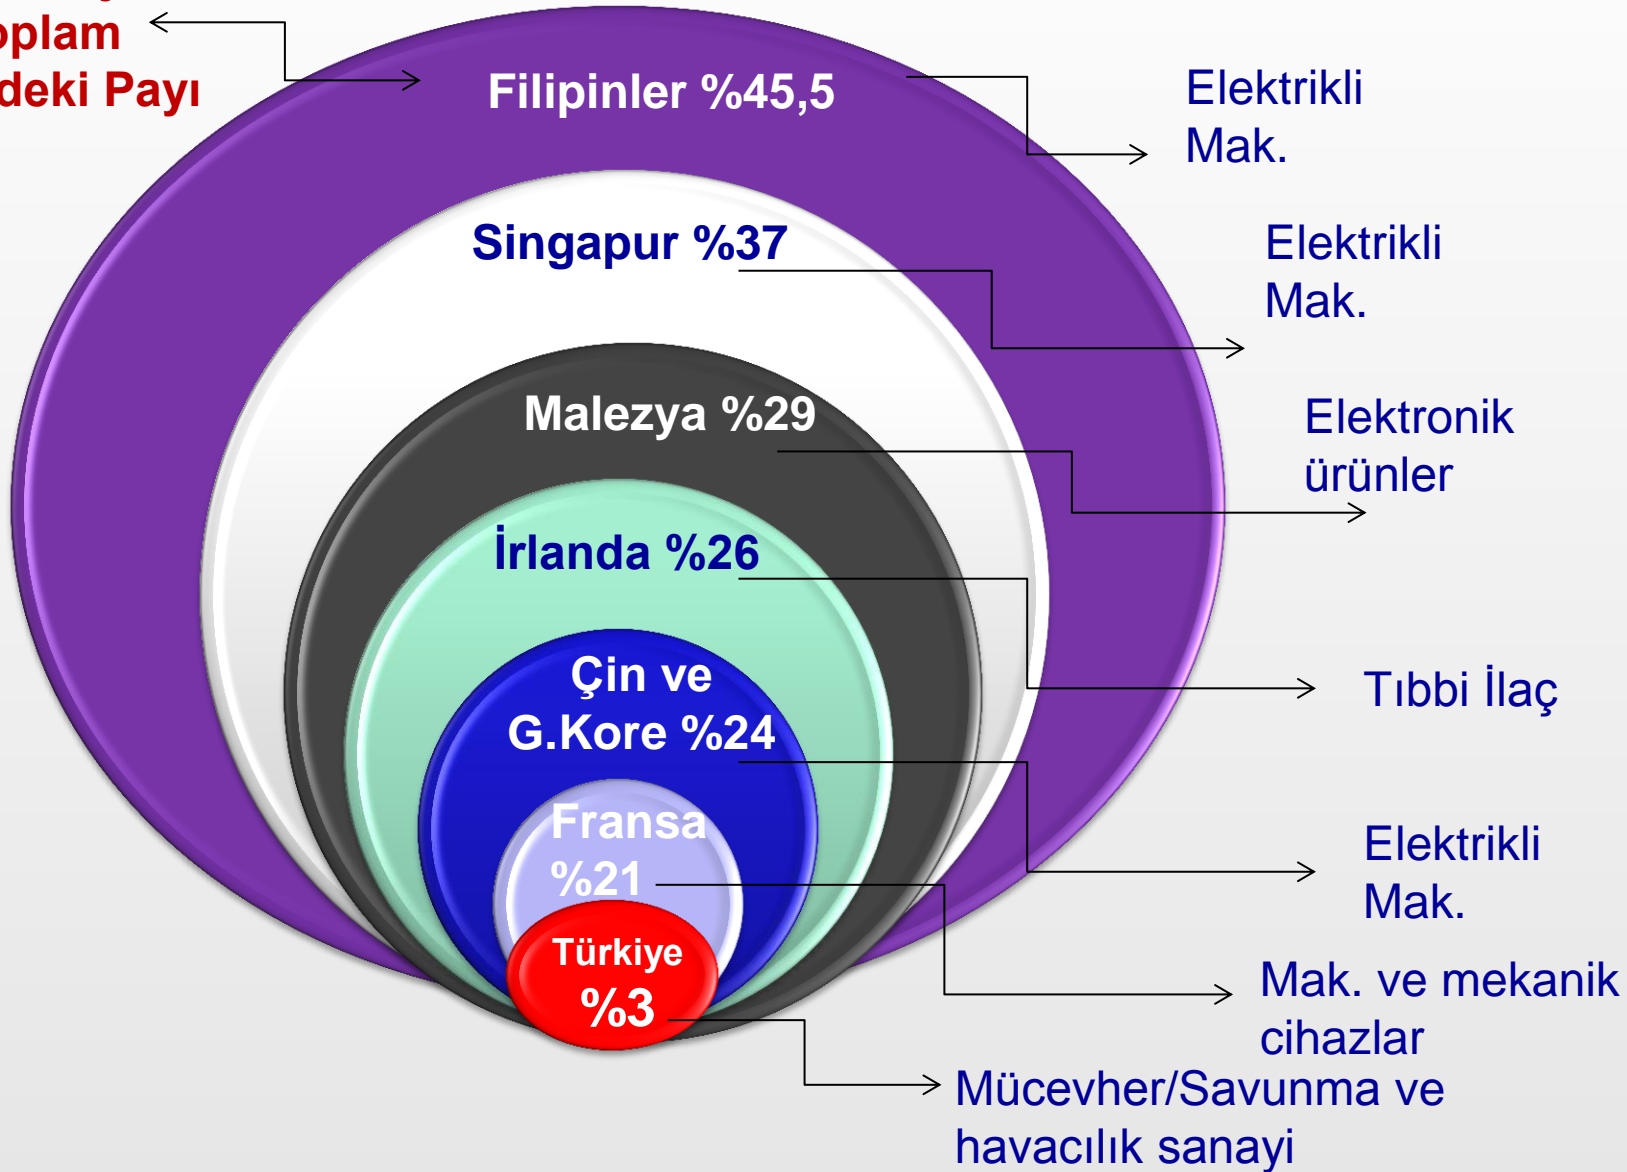 deki Payı
Filipinler %45,5
Elektrikli
Mak.
Singapur %37
Elektrikli
Mak.
Malezya %29
Elektronik
ürünler
İrlanda %26
Tıbbi İlaç
Çin ve
G.Kore %24
Elektrikli
Mak.
Fransa
%21
Mak. ve mekanik
cihazlar
Türkiye
%3
Mücevher/Savunma ve
havacılık sanayi